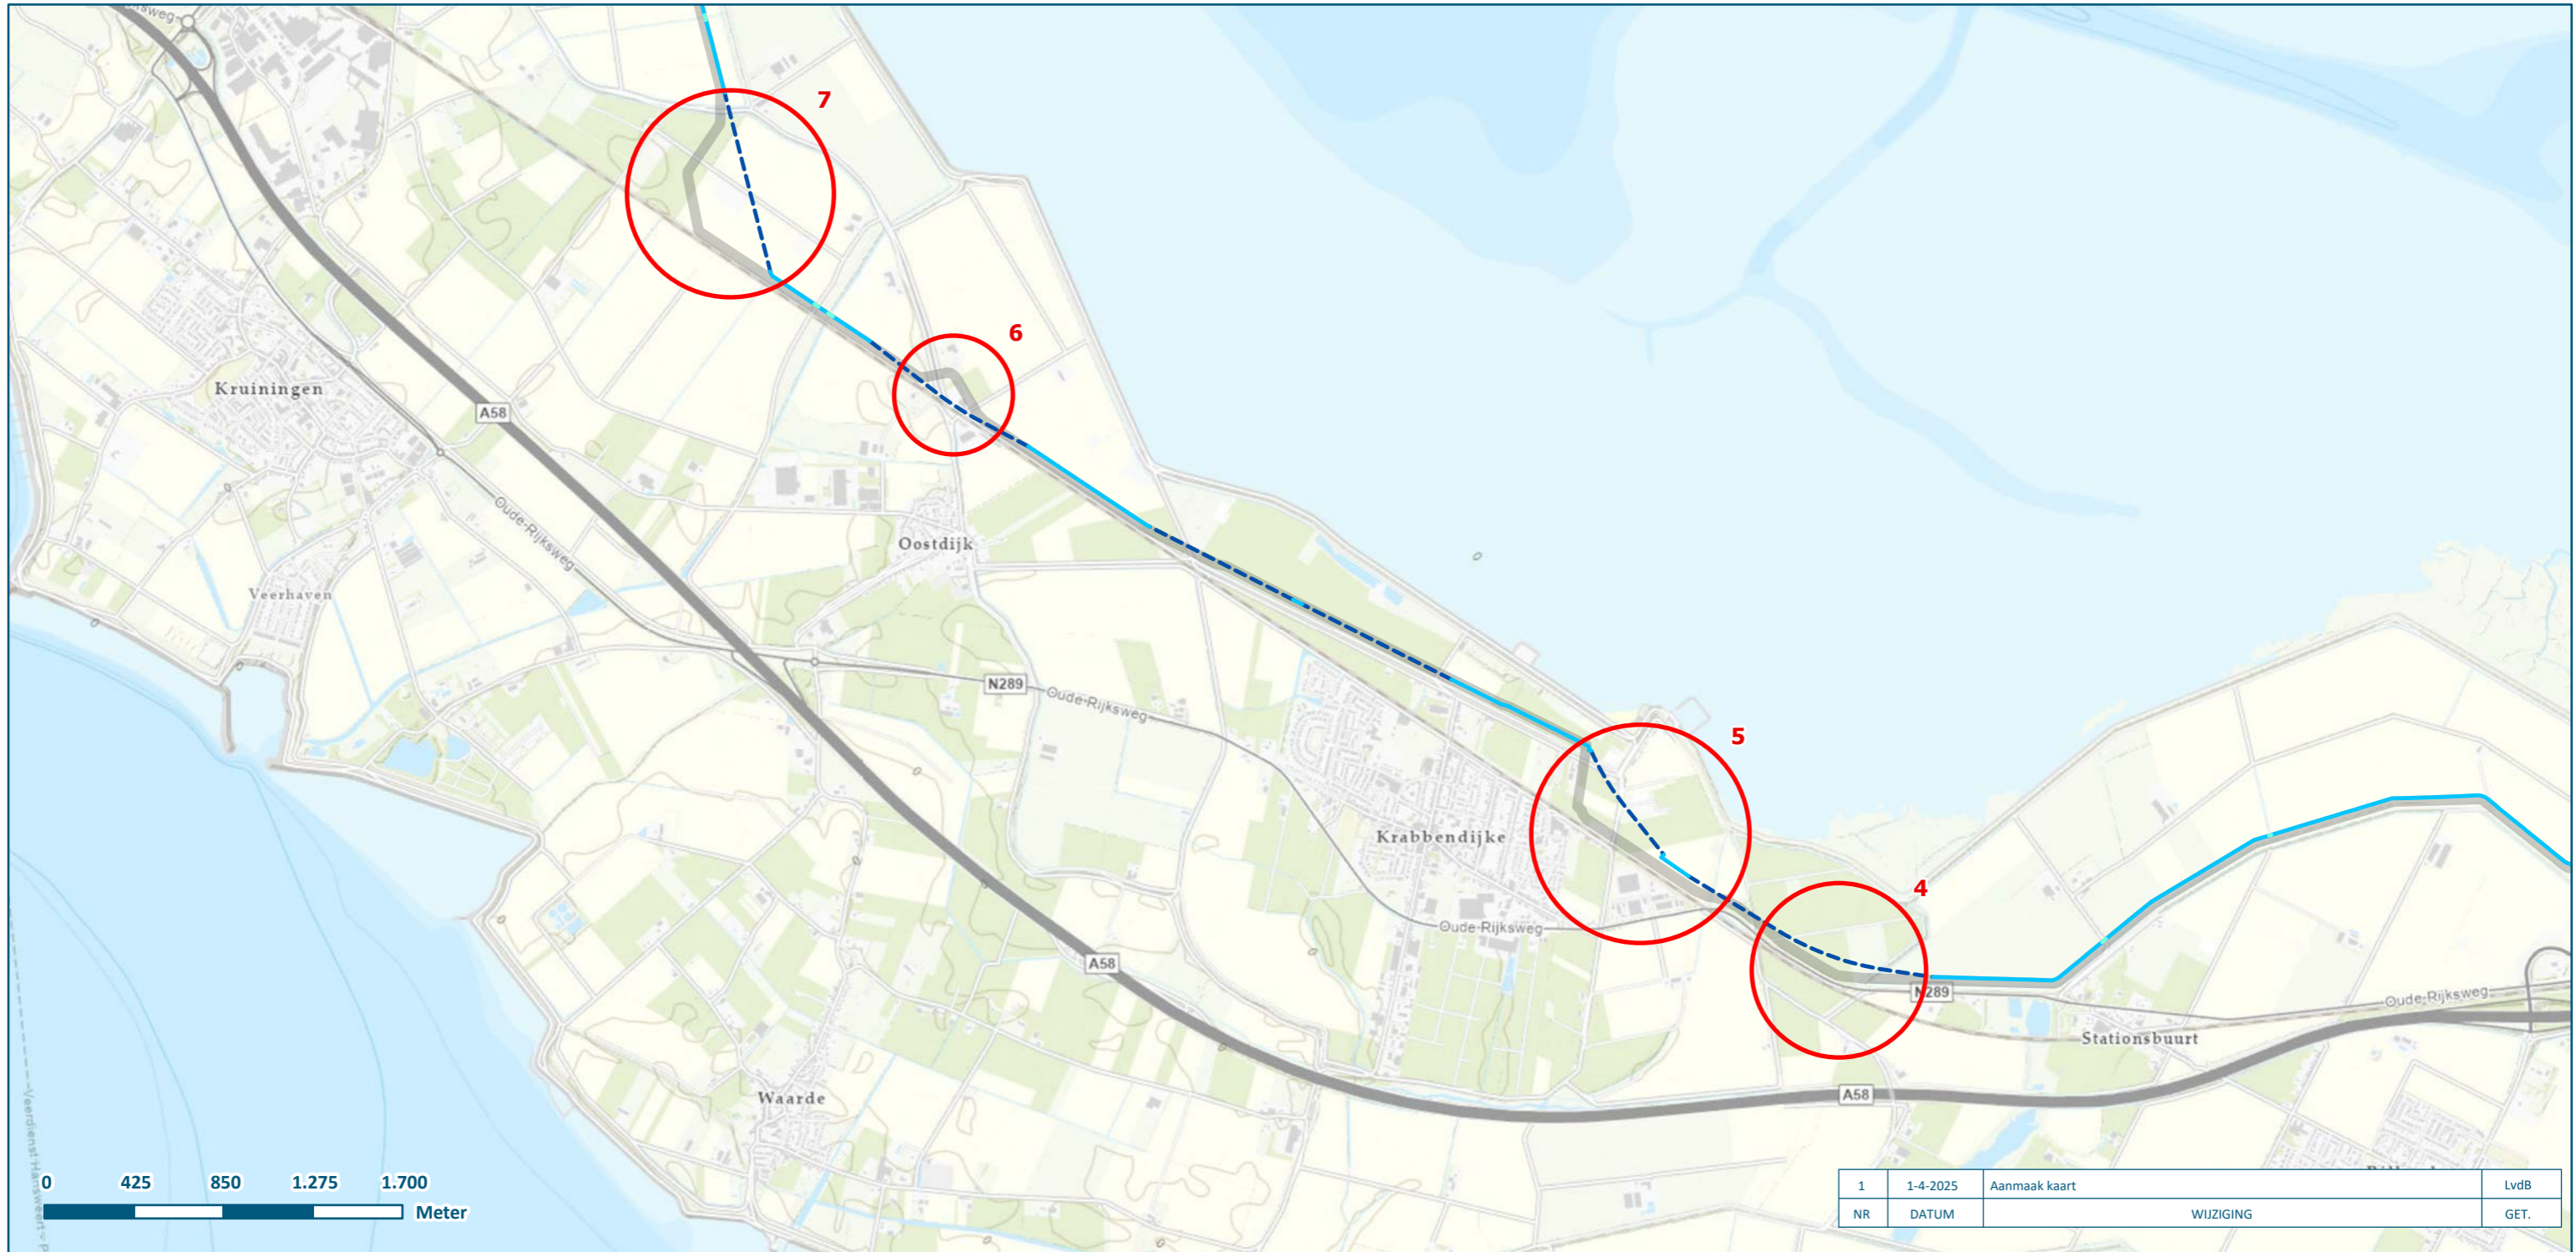 7
6
Kruiningen
A58
Oude-Rijksweg
Oostdijk
Veerhaven
N289
Oude-Rijksweg
5
Krabbendijke
4
Oude-Rijksweg
A58
N289
Oude-Rijksweg
Stationsbuurt
Waarde
A58
0 425 850 1.275 1.700
Meter
1 1-4-2025 Aanmaak kaart LvdB
NR DATUM WIJZIGING GET.